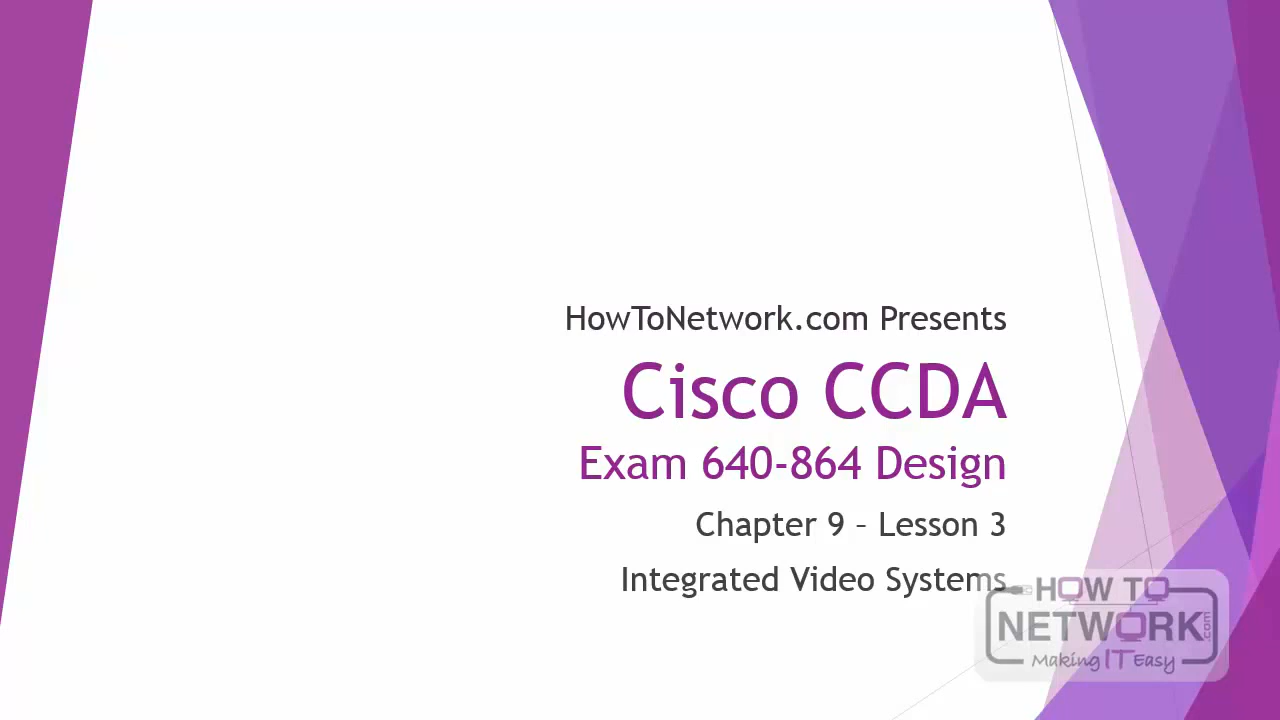 HowToNetwork.com Presents
Cisco CCDA
Exam 640-864 Design
Chapter 9 – Lesson 3
Integrated Video Systems
HOW TO
NETWORK.com
Making IT Easy